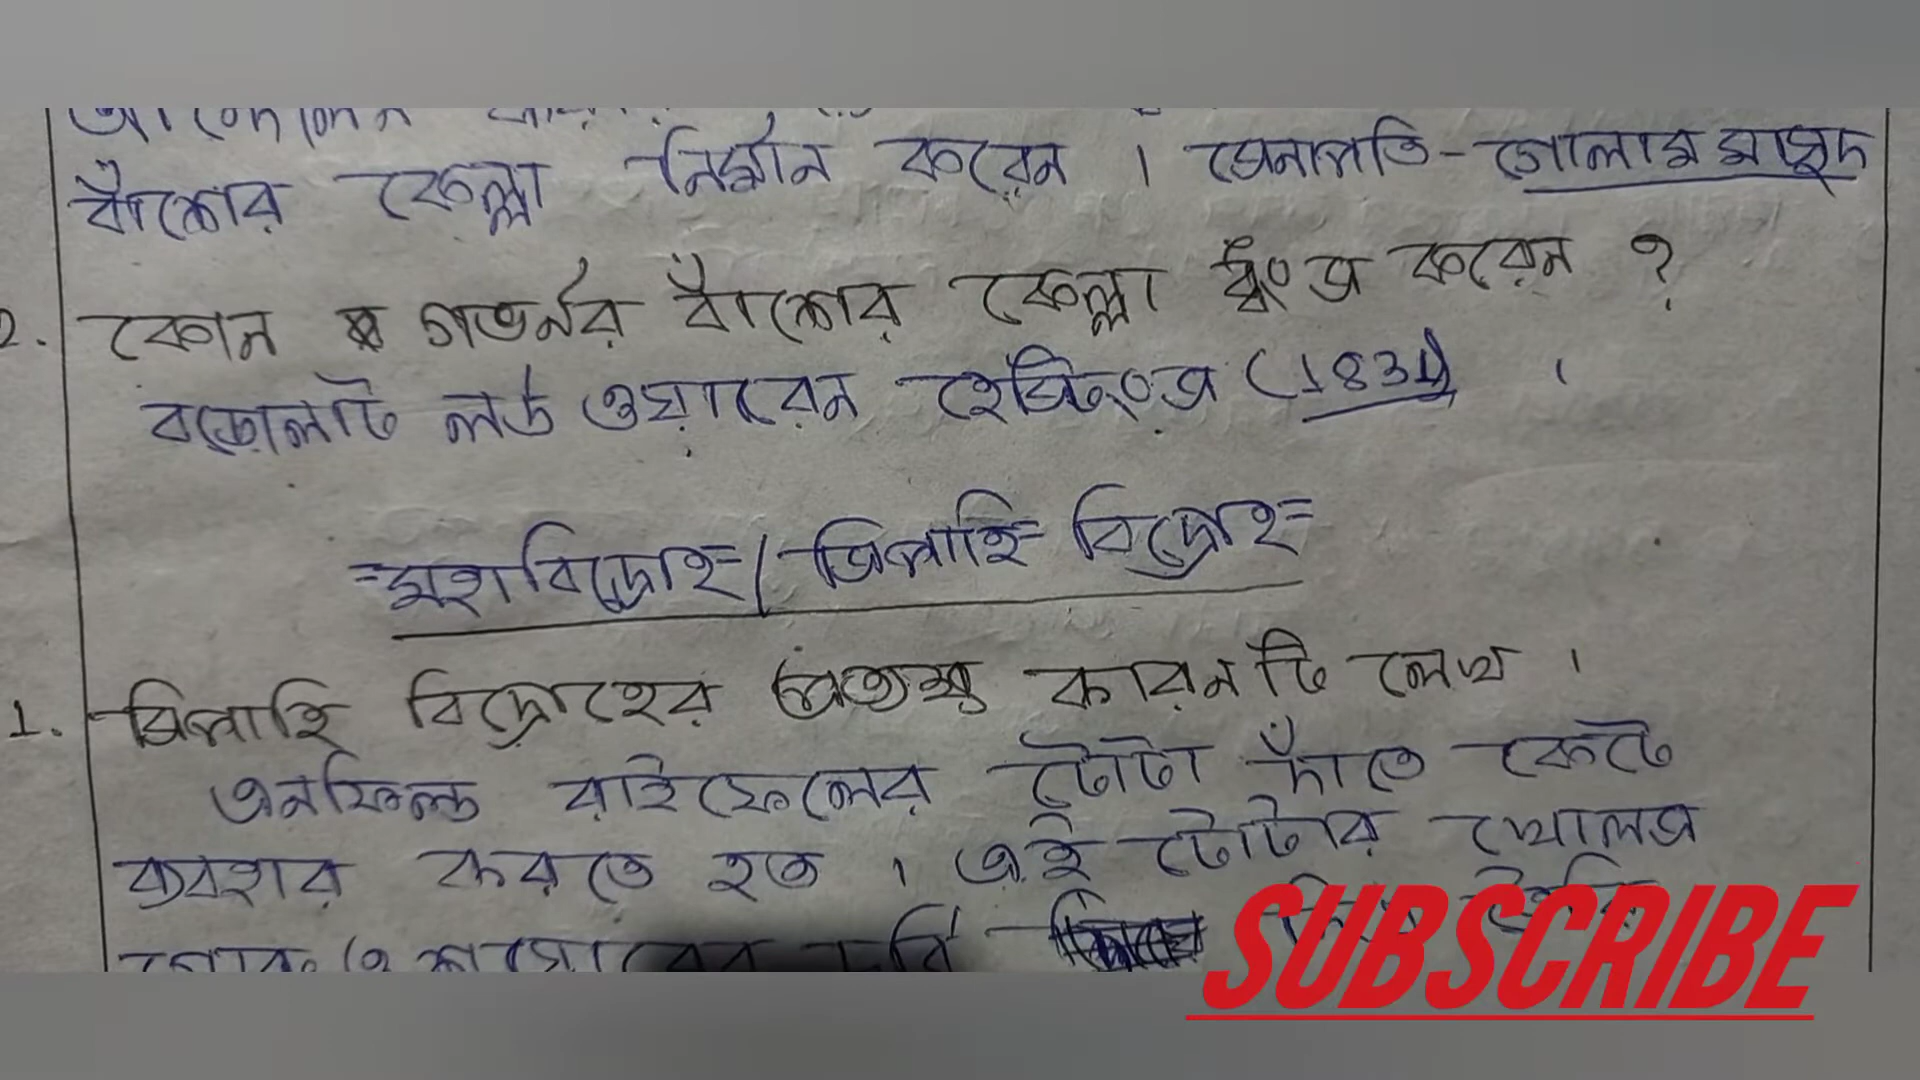 বাঁশের কেল্লা নির্মান করেন । সেনাপতি - গোলাম মাসুদ
2. কোন গভর্নর বাঁশের কেল্লা ধ্বংস করেন ?
বড়োলাট লর্ড ওয়ারেন হেস্টিংস (1831) ।
= মহাবিদ্রোহ / সিপাহি বিদ্রোহ =
1. সিপাহি বিদ্রোহের প্রত্যক্ষ কারনটি লেখ ।
এনফিল্ড রাইফেলের টোটা দাঁতে কেটে
ব্যবহার করতে হত । এই টোটার খোলস
দিয়ে তৈরি
SUBSCRIBE